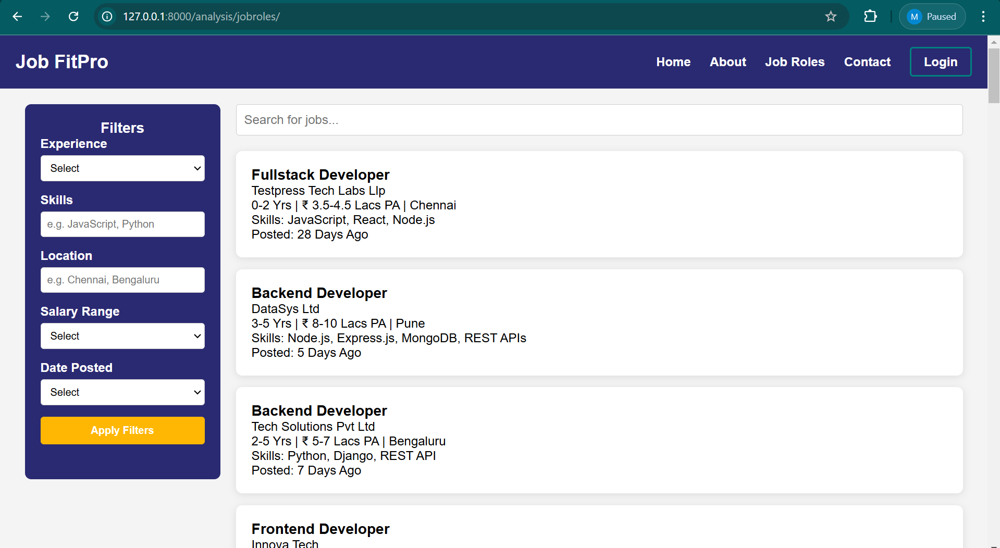 127.0.0.1:8000/analysis/jobroles/
M Paused
Job FitPro
Home About Job Roles Contact Login
Filters
Experience
Select
Skills
e.g. JavaScript, Python
Location
e.g. Chennai, Bengaluru
Salary Range
Select
Date Posted
Select
Apply Filters
Search for jobs...
Fullstack Developer
Testpress Tech Labs Llp
0-2 Yrs | ₹ 3.5-4.5 Lacs PA | Chennai
Skills: JavaScript, React, Node.js
Posted: 28 Days Ago
Backend Developer
DataSys Ltd
3-5 Yrs | ₹ 8-10 Lacs PA | Pune
Skills: Node.js, Express.js, MongoDB, REST APIs
Posted: 5 Days Ago
Backend Developer
Tech Solutions Pvt Ltd
2-5 Yrs | ₹ 5-7 Lacs PA | Bengaluru
Skills: Python, Django, REST API
Posted: 7 Days Ago
Frontend Developer
Innova Tech